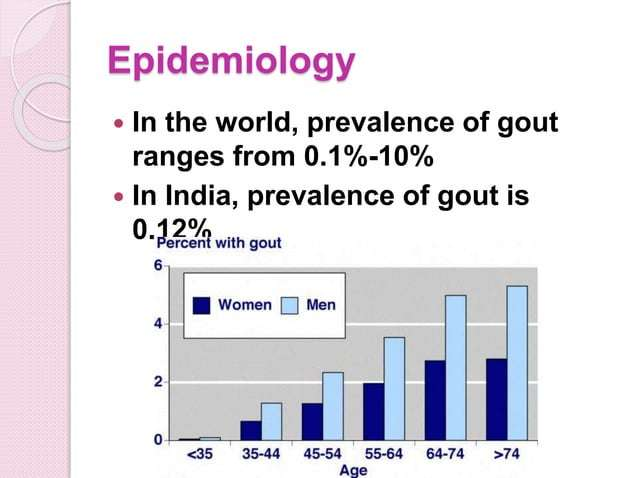 Epidemiology
• In the world, prevalence of gout
ranges from 0.1%-10%
• In India, prevalence of gout is
0.12%
Percent with gout
6
Women Men
4
2
0
<35 35-44 45-54 55-64 64-74 >74
Age